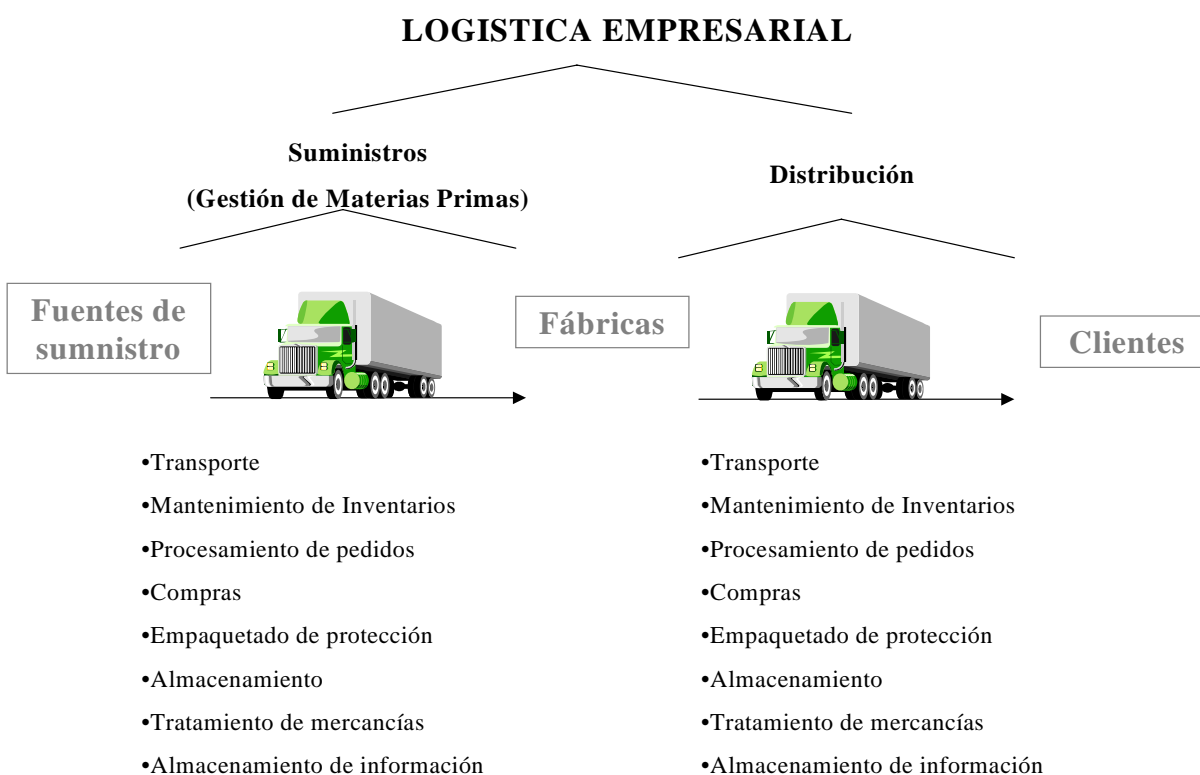 LOGISTICA EMPRESARIAL
Suministros
(Gestión de Materias Primas)
Distribución
Fuentes de
sumnistro
Fábricas
Clientes
•Transporte
•Mantenimiento de Inventarios
•Procesamiento de pedidos
•Compras
•Empaquetado de protección
•Almacenamiento
•Tratamiento de mercancías
•Almacenamiento de información
•Transporte
•Mantenimiento de Inventarios
•Procesamiento de pedidos
•Compras
•Empaquetado de protección
•Almacenamiento
•Tratamiento de mercancías
•Almacenamiento de información